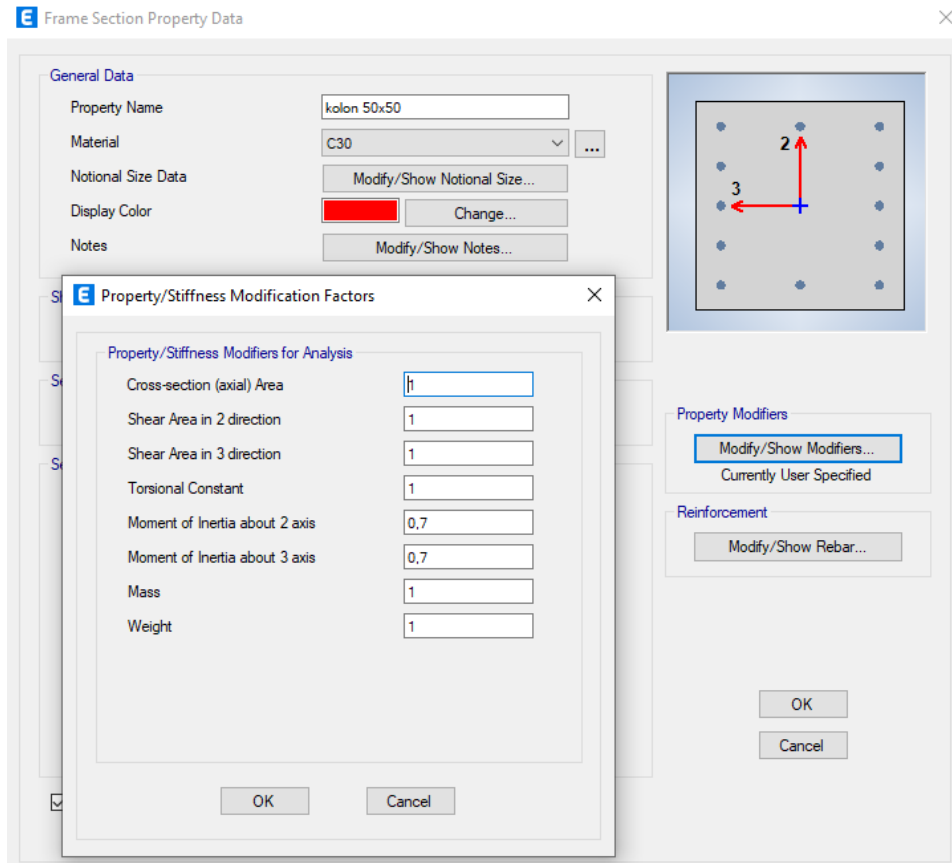 E Frame Section Property Data
General Data
Property Name kolon 50x50
Material C30 ...
Notional Size Data Modify/Show Notional Size...
Display Color Change...
Notes Modify/Show Notes...
2
3
E Property/Stiffness Modification Factors
Property/Stiffness Modifiers for Analysis
Cross-section (axial) Area 1
Shear Area in 2 direction 1
Shear Area in 3 direction 1
Torsional Constant 1
Moment of Inertia about 2 axis 0,7
Moment of Inertia about 3 axis 0,7
Mass 1
Weight 1
OK Cancel
Property Modifiers
Modify/Show Modifiers...
Currently User Specified
Reinforcement
Modify/Show Rebar...
OK
Cancel